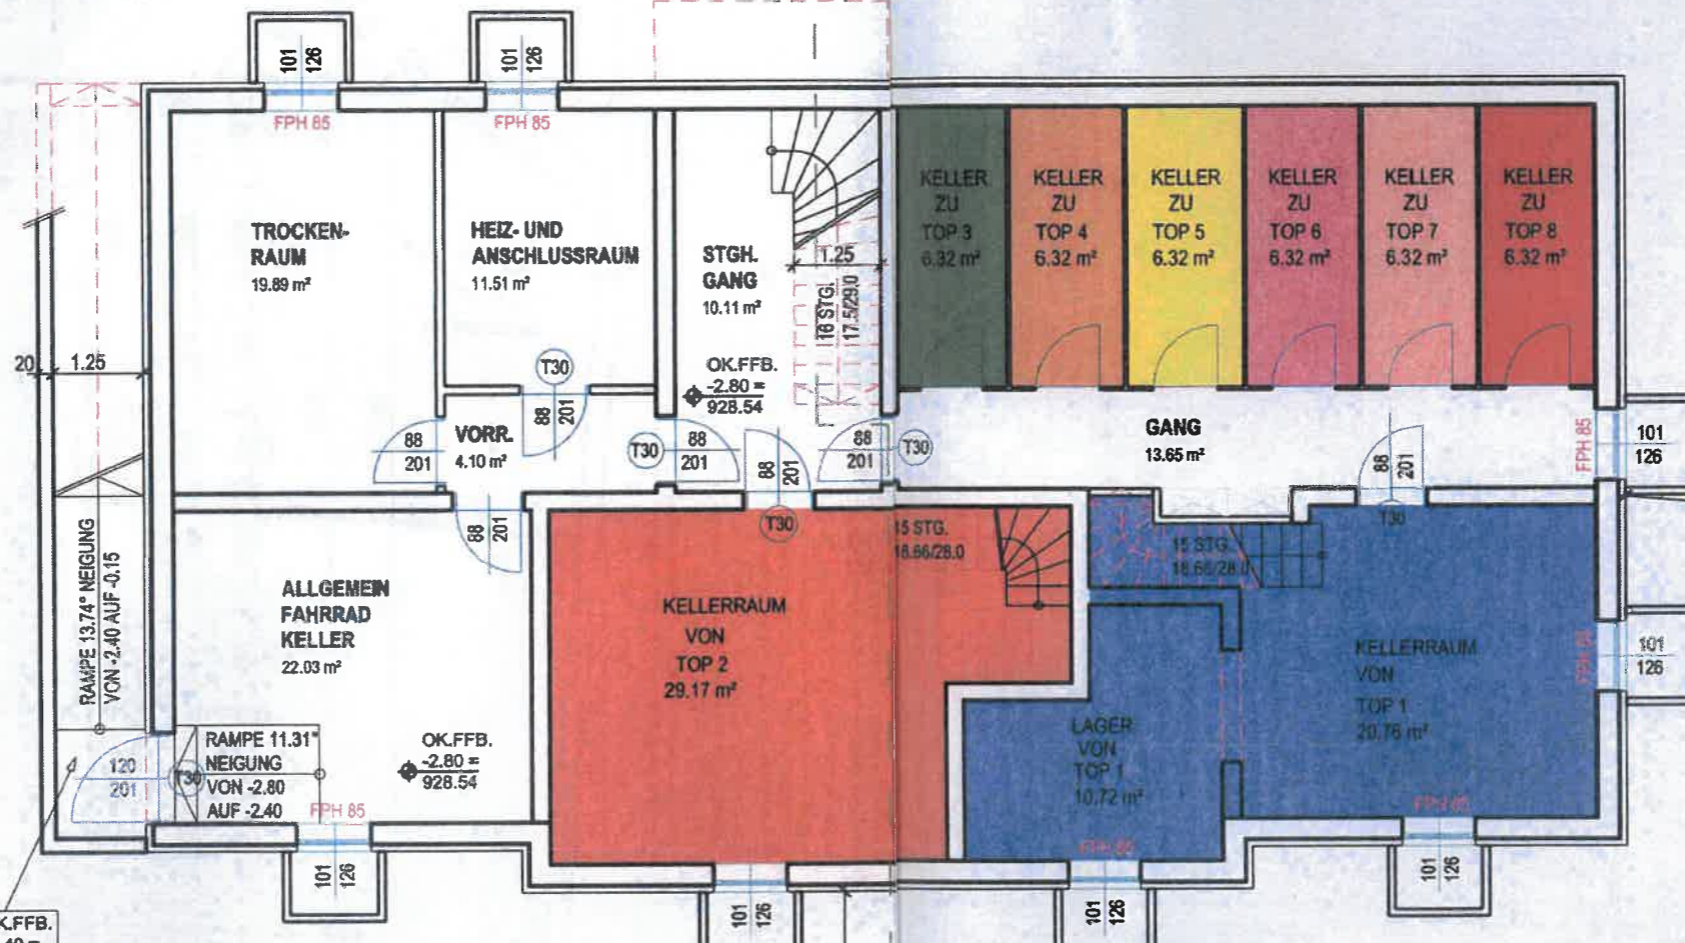 101
126
101
126
FPH 85
FPH 85
TROCKEN-
RAUM
19.89 m²
HEIZ- UND
ANSCHLUSSRAUM
11.51 m²
STGH.
GANG
10.11 m²
1.25
16 STG.
17.5/29.0
OK.FFB.
-2.80 =
928.54
KELLER
ZU
TOP 3
6.32 m²
KELLER
ZU
TOP 4
6.32 m²
KELLER
ZU
TOP 5
6.32 m²
KELLER
ZU
TOP 6
6.32 m²
KELLER
ZU
TOP 7
6.32 m²
KELLER
ZU
TOP 8
6.32 m²
20
1.25
T30
88
201
88
201
VORR.
4.10 m²
T30
88
201
88
201
T30
88
201
T30
GANG
13.65 m²
88
201
T30
FPH 85
101
126
88
201
RAMPE 13.74° NEIGUNG
VON -2.40 AUF -0.15
ALLGEMEIN
FAHRRAD
KELLER
22.03 m²
KELLERRAUM
VON
TOP 2
29.17 m²
15 STG.
18.66/28.0
15 STG.
18.66/28.0
KELLERRAUM
VON
TOP 1
20.76 m²
FPH 85
101
126
LAGER
VON
TOP 1
10.72 m²
120
201
T30
RAMPE 11.31°
NEIGUNG
VON -2.80
AUF -2.40
FPH 85
OK.FFB.
-2.80 =
928.54
FPH 85
FPH 85
101
126
101
126
101
126
101
126
K.FFB.